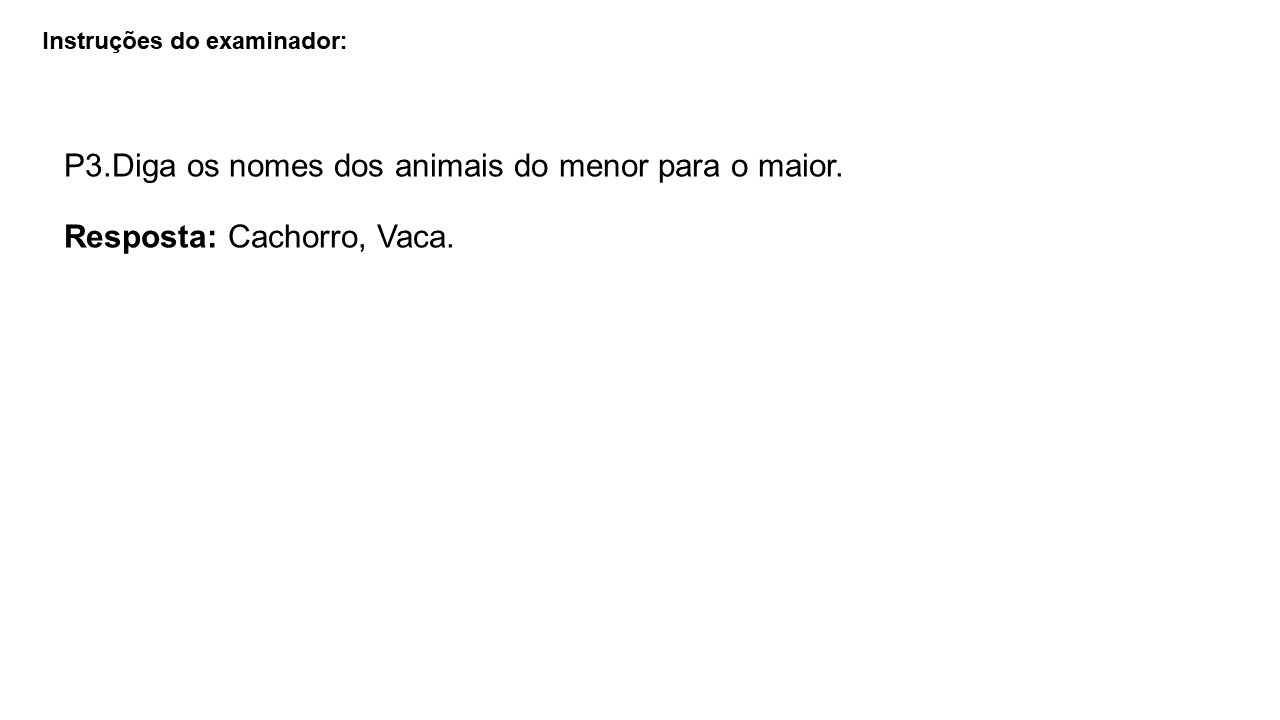 Instruções do examinador:
P3.Diga os nomes dos animais do menor para o maior.
Resposta: Cachorro, Vaca.